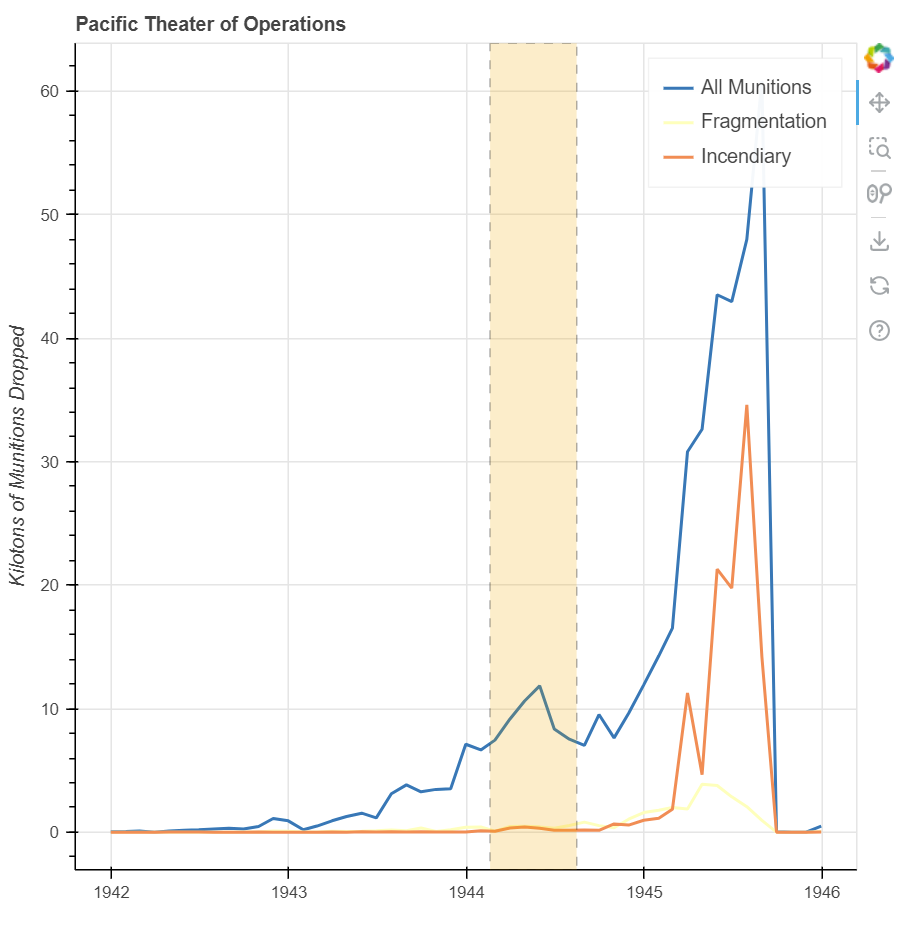 Pacific Theater of Operations
All Munitions
Fragmentation
Incendiary
Kilotons of Munitions Dropped
60
50
40
30
20
10
0
1942
1943
1944
1945
1946